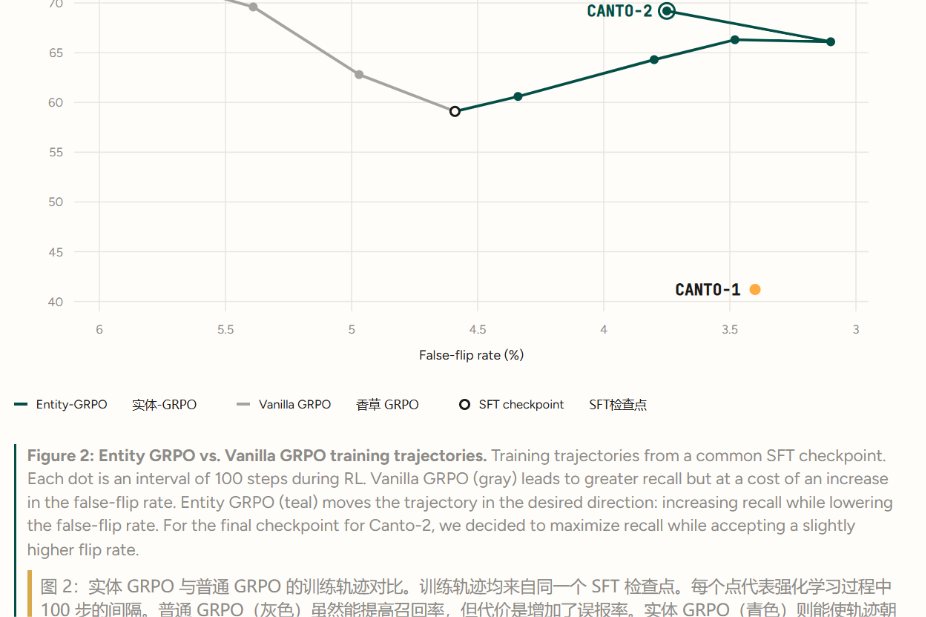 70
CANTO-2
65
60
55
50
45
CANTO-1
40
6 5.5 5 4.5 4 3.5 3
False-flip rate (%)
Entity-GRPO 实体-GRPO Vanilla GRPO 香草 GRPO SFT checkpoint SFT检查点
Figure 2: Entity GRPO vs. Vanilla GRPO training trajectories. Training trajectories from a common SFT checkpoint.
Each dot is an interval of 100 steps during RL. Vanilla GRPO (gray) leads to greater recall but at a cost of an increase
in the false-flip rate. Entity GRPO (teal) moves the trajectory in the desired direction: increasing recall while lowering
the false-flip rate. For the final checkpoint for Canto-2, we decided to maximize recall while accepting a slightly
higher flip rate.
图 2：实体 GRPO 与普通 GRPO 的训练轨迹对比。训练轨迹均来自同一个 SFT 检查点。每个点代表强化学习过程中
100 步的间隔。普通 GRPO（灰色）虽然能提高召回率，但代价是增加了误报率。实体 GRPO（青色）则能使轨迹朝